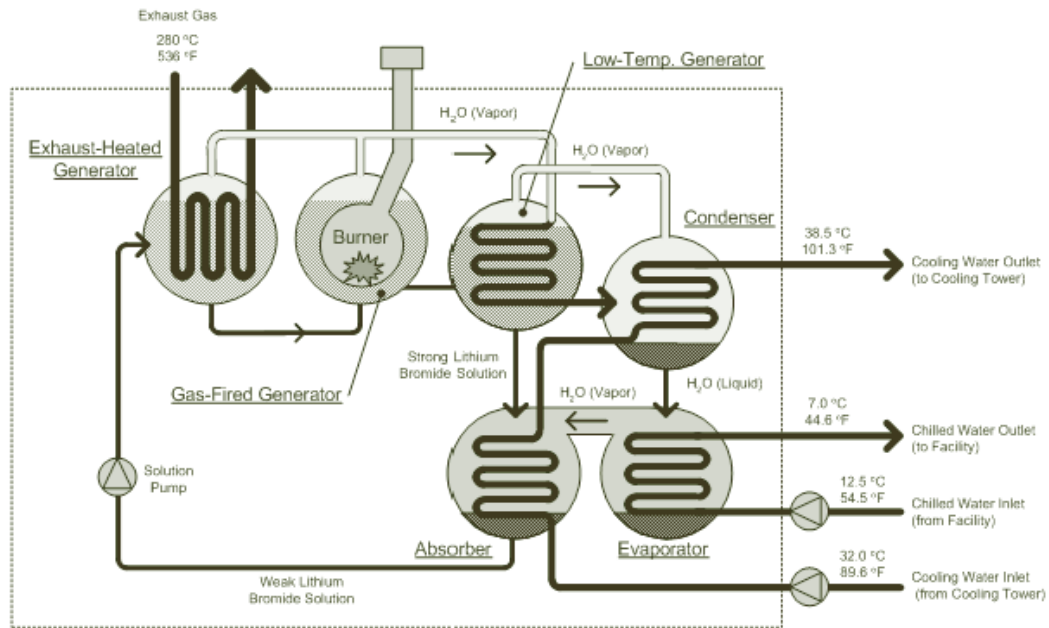 Exhaust Gas
280 °C
536 °F
Low-Temp. Generator
H2O (Vapor)
Exhaust-Heated
Generator
H2O (Vapor)
Burner
Condenser
38.5 °C
101.3 °F
Cooling Water Outlet
(to Cooling Tower)
Strong Lithium
Bromide Solution
Gas-Fired Generator
H2O (Vapor)
H2O (Liquid)
7.0 °C
44.6 °F
Chilled Water Outlet
(to Facility)
Solution
Pump
12.5 °C
54.5 °F
Chilled Water Inlet
(from Facility)
Absorber
Evaporator
32.0 °C
89.6 °F
Cooling Water Inlet
(from Cooling Tower)
Weak Lithium
Bromide Solution